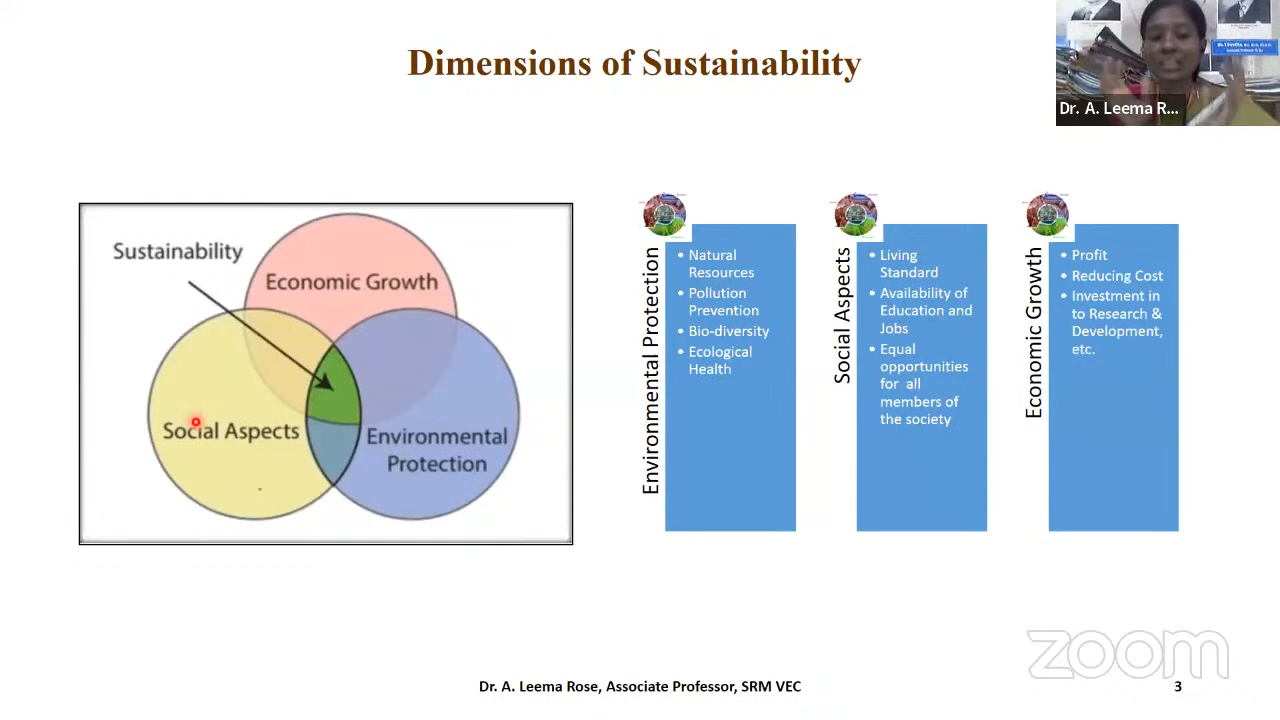 Dimensions of Sustainability
Dr. A. Leema R...
Sustainability
Economic Growth
Social Aspects
Environmental
Protection
Environmental Protection
• Natural
Resources
• Pollution
Prevention
• Bio-diversity
• Ecological
Health
Social Aspects
• Living
Standard
• Availability of
Education and
Jobs
• Equal
opportunities
for all
members of
the society
Economic Growth
• Profit
• Reducing Cost
• Investment in
to Research &
Development,
etc.
zoom
Dr. A. Leema Rose, Associate Professor, SRM VEC
3